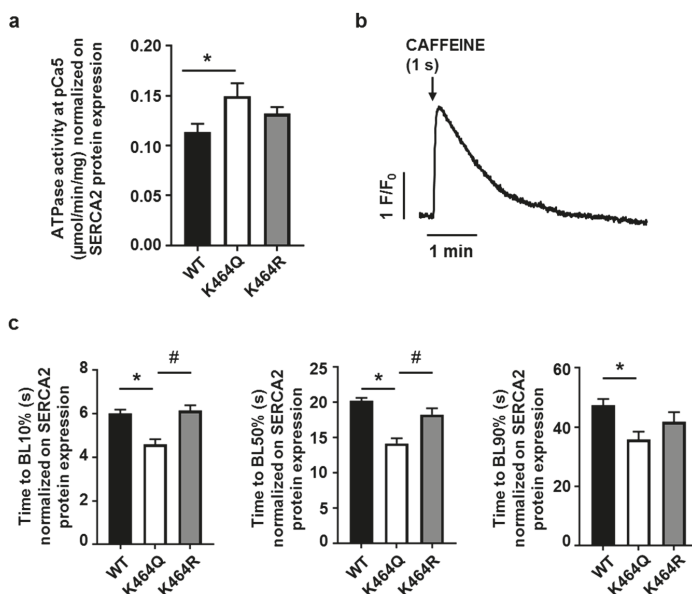 a
ATPase activity at pCa5
(µmol/min/mg) normalized on
SERCA2 protein expression
0.20
0.15
0.10
0.05
0.00
*
WT
K464Q
K464R
b
CAFFEINE
(1 s)
1 F/F0
1 min
c
Time to BL10% (s)
normalized on SERCA2
protein expression
8
6
4
2
0
*
#
WT
K464Q
K464R
Time to BL50% (s)
normalized on SERCA2
protein expression
25
20
15
10
5
0
*
#
WT
K464Q
K464R
Time to BL90% (s)
normalized on SERCA2
protein expression
60
40
20
0
*
WT
K464Q
K464R